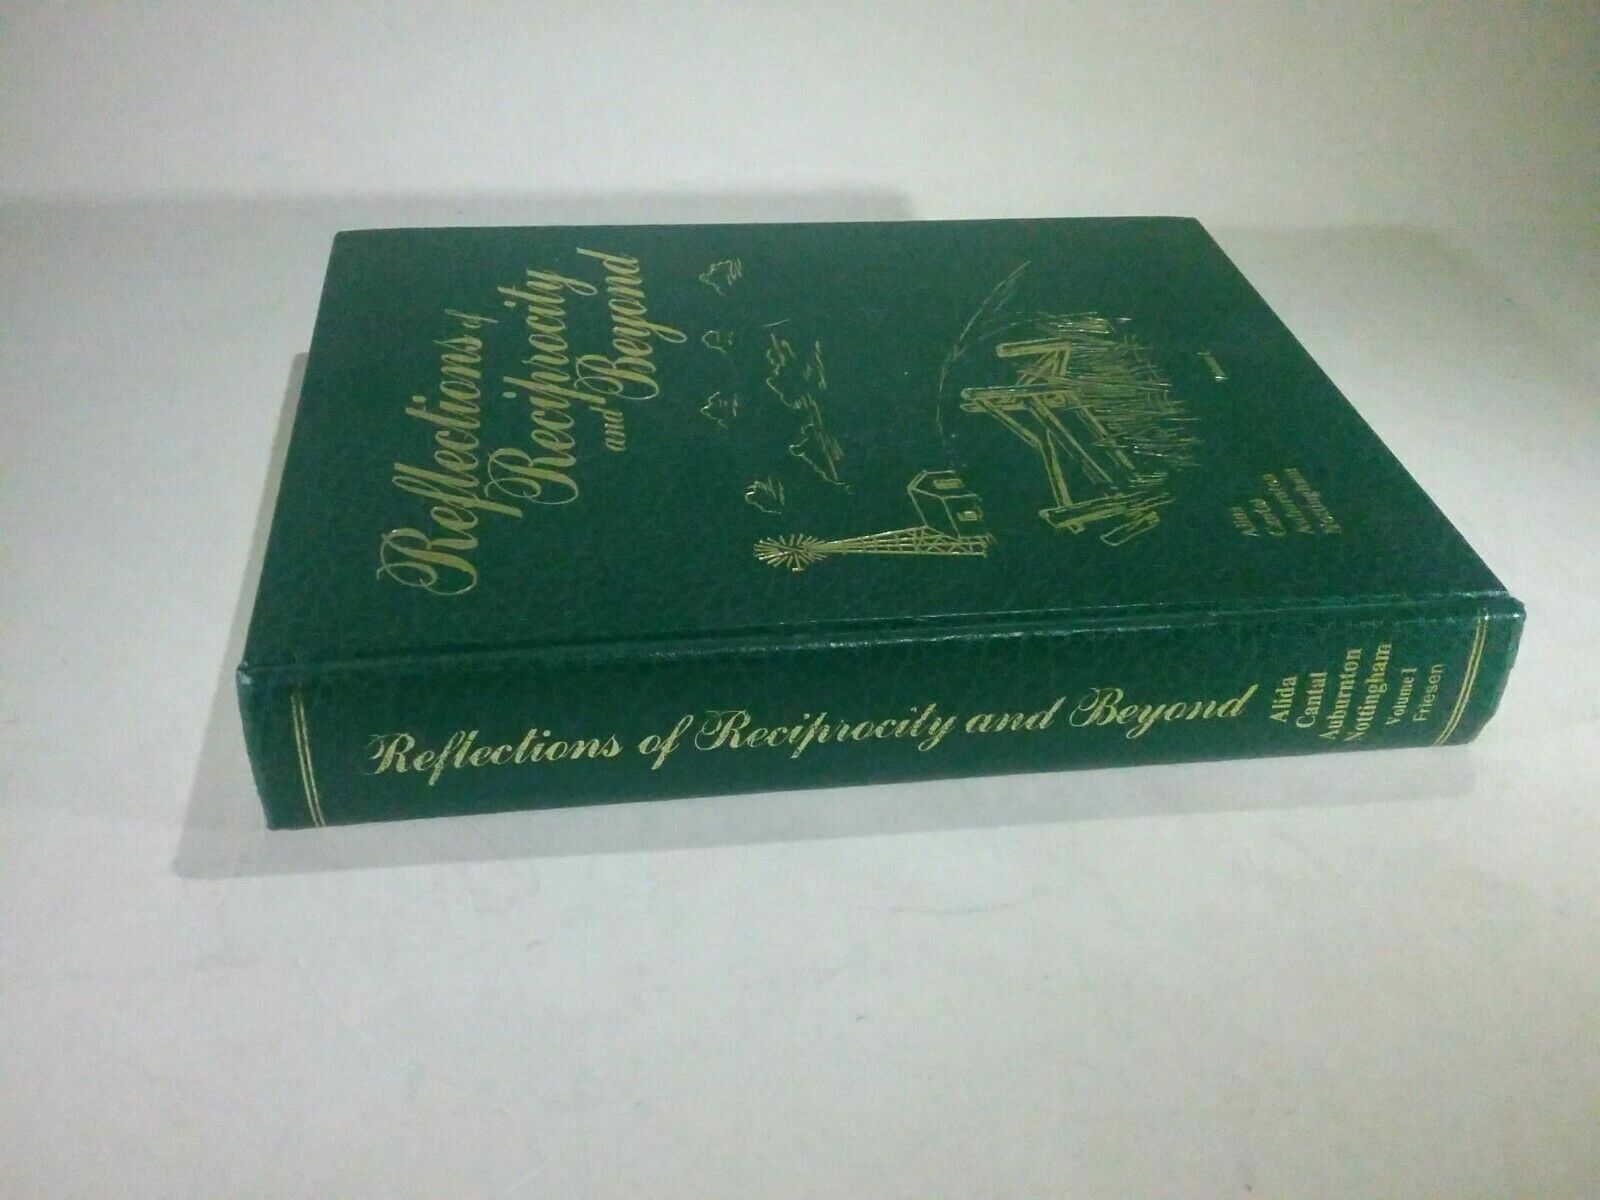 Reflections of
Reciprocity
and Beyond
Alida
Cantal
Auburnton
Nottingham
Reflections of Reciprocity and Beyond
Alida
Cantal
Auburnton
Nottingham
Volume 1
Friesen